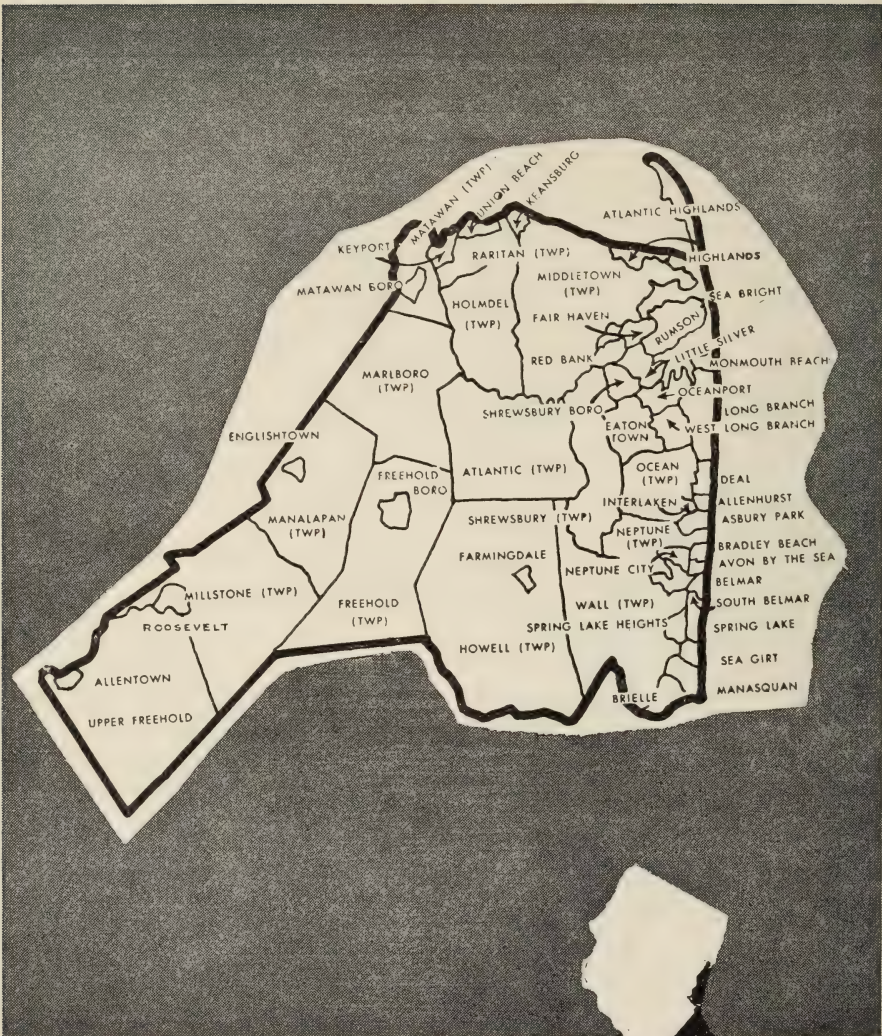 MATAWAN (TWP)
UNION BEACH
KEANSBURG
ATLANTIC HIGHLANDS
KEYPORT
RARITAN (TWP)
HIGHLANDS
MATAWAN BORO
MIDDLETOWN
(TWP)
HOLMDEL
(TWP)
SEA BRIGHT
FAIR HAVEN
RUMSON
RED BANK
LITTLE SILVER
MONMOUTH BEACH
MARLBORO
(TWP)
OCEANPORT
SHREWSBURY BORO
LONG BRANCH
EATON
TOWN
WEST LONG BRANCH
ENGLISHTOWN
ATLANTIC (TWP)
OCEAN
(TWP)
FREEHOLD
BORO
DEAL
INTERLAKEN
ALLENHURST
MANALAPAN
(TWP)
SHREWSBURY (TWP)
ASBURY PARK
NEPTUNE
(TWP)
BRADLEY BEACH
FARMINGDALE
AVON BY THE SEA
NEPTUNE CITY
BELMAR
MILLSTONE (TWP)
FREEHOLD
(TWP)
WALL (TWP)
SOUTH BELMAR
ROOSEVELT
SPRING LAKE HEIGHTS
SPRING LAKE
HOWELL (TWP)
SEA GIRT
ALLENTOWN
BRIELLE
MANASQUAN
UPPER FREEHOLD